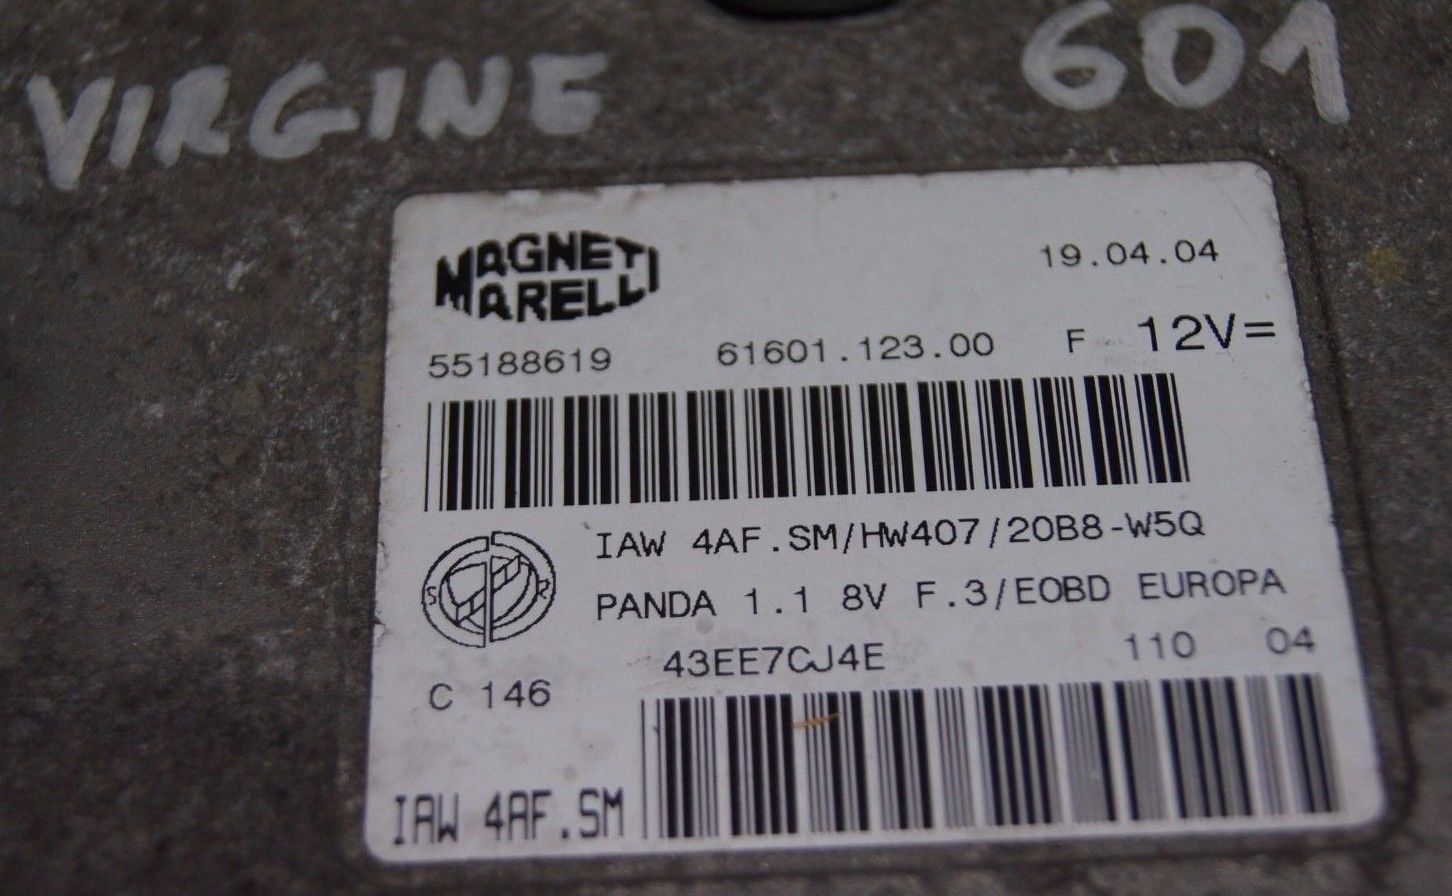 VIRGINE 601
MAGNETI
MARELLI
19.04.04
55188619 61601.123.00 F 12V=
IAW 4AF.SM/HW407/20B8-W5Q
PANDA 1.1 8V F.3/EOBD EUROPA
43EE7CJ4E 110 04
C 146
IAW 4AF.SM